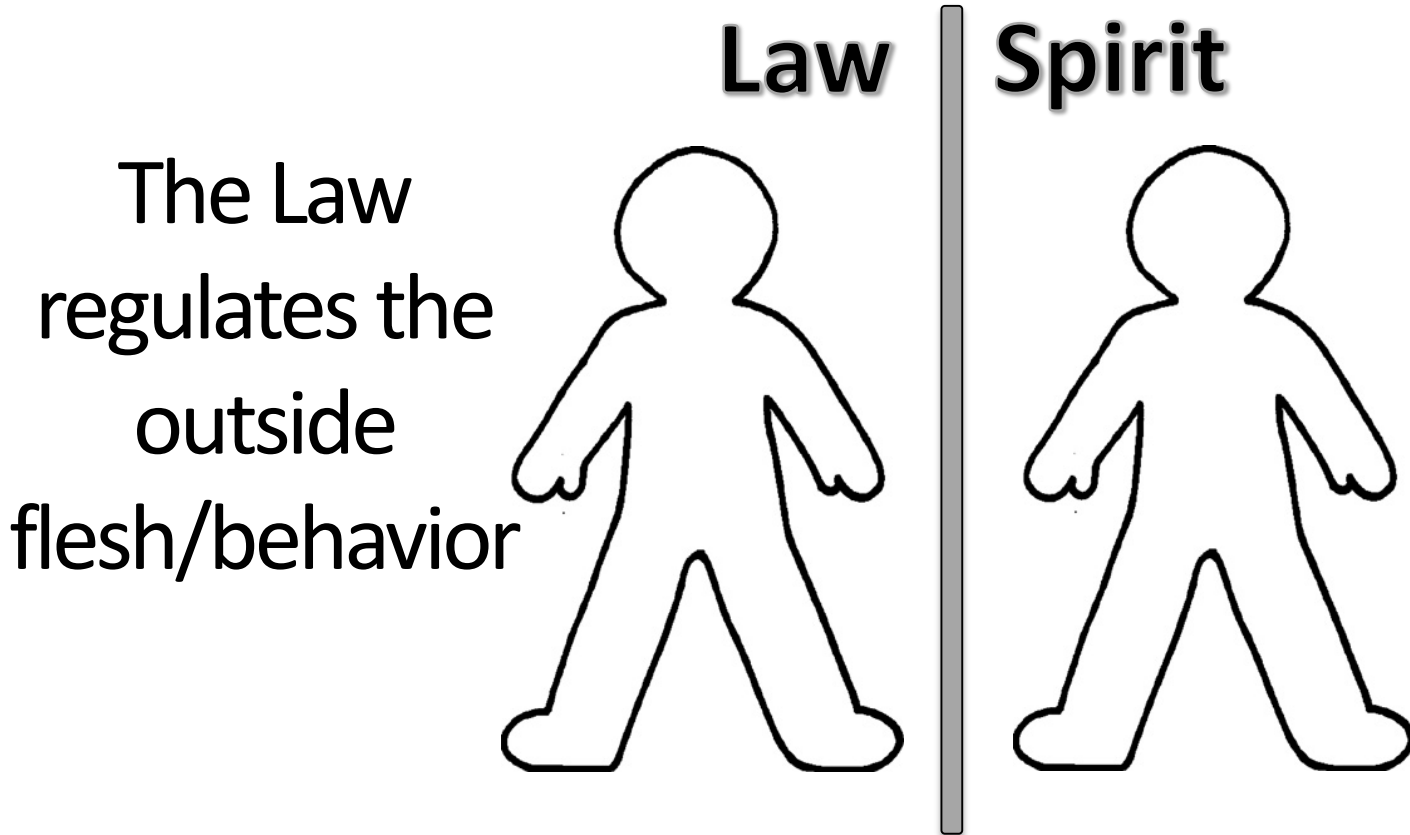 Law
Spirit
The Law
regulates the
outside
flesh/behavior